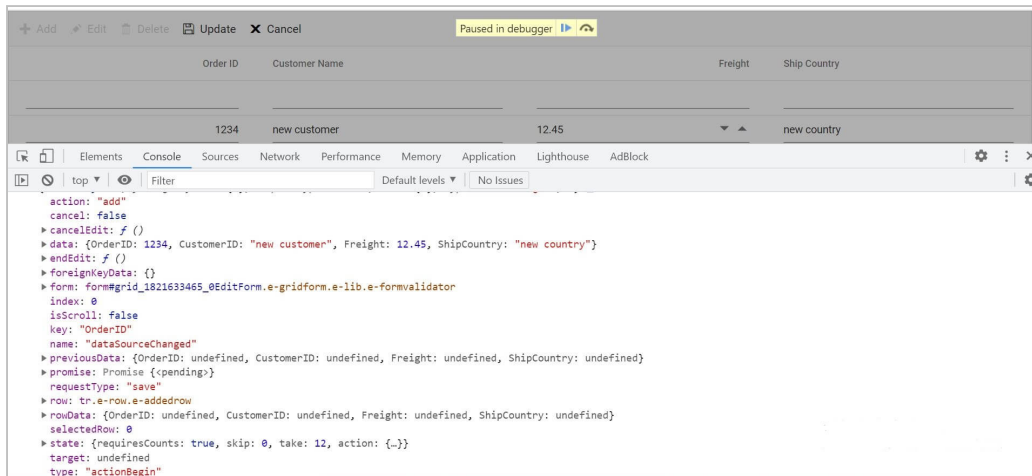 Add Edit Delete Update Cancel Paused in debugger
Order ID Customer Name Freight Ship Country
1234 new customer 12.45 new country
Elements Console Sources Network Performance Memory Application Lighthouse AdBlock
top ▼ Filter Default levels ▼ No Issues
action: "add"
cancel: false
▶ cancelEdit: ƒ ()
▶ data: {OrderID: 1234, CustomerID: "new customer", Freight: 12.45, ShipCountry: "new country"}
▶ endEdit: ƒ ()
▶ foreignKeyData: {}
▶ form: form#grid_1821633465_0EditForm.e-gridform.e-lib.e-formvalidator
index: 0
isScroll: false
key: "OrderID"
name: "dataSourceChanged"
▶ previousData: {OrderID: undefined, CustomerID: undefined, Freight: undefined, ShipCountry: undefined}
▶ promise: Promise {<pending>}
requestType: "save"
▶ row: tr.e-row.e-addedrow
▶ rowData: {OrderID: undefined, CustomerID: undefined, Freight: undefined, ShipCountry: undefined}
selectedRow: 0
▶ state: {requiresCounts: true, skip: 0, take: 12, action: {…}}
target: undefined
type: "actionBegin"